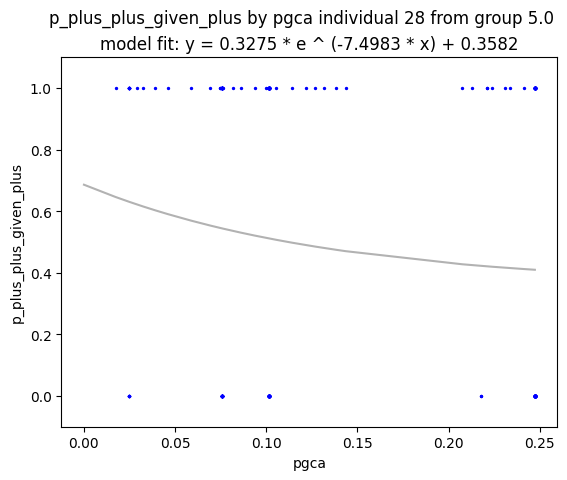 p_plus_plus_given_plus by pgca individual 28 from group 5.0
model fit: y = 0.3275 * e ^ (-7.4983 * x) + 0.3582
1.0
0.8
0.6
0.4
0.2
0.0
p_plus_plus_given_plus
0.00 0.05 0.10 0.15 0.20 0.25
pgca